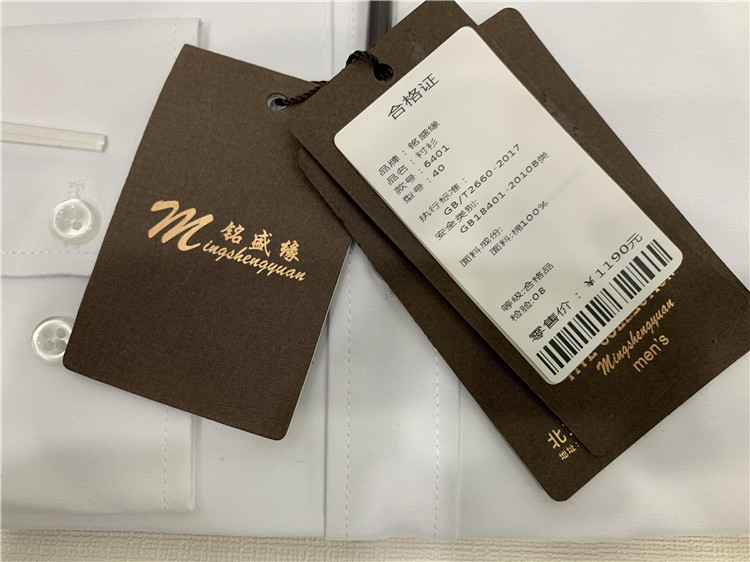 铭盛缘
Mingshengyuan
合格证
品牌：铭盛缘
品名：衬衫
款号：6401
型号：40
执行标准：
GB/T2660-2017
安全类别：
GB18401-2010B类
面料成份：
面料:棉100%
等级:合格品
检验:08
零售价：￥1190元
Mingshengyuan
men's
北
地址: